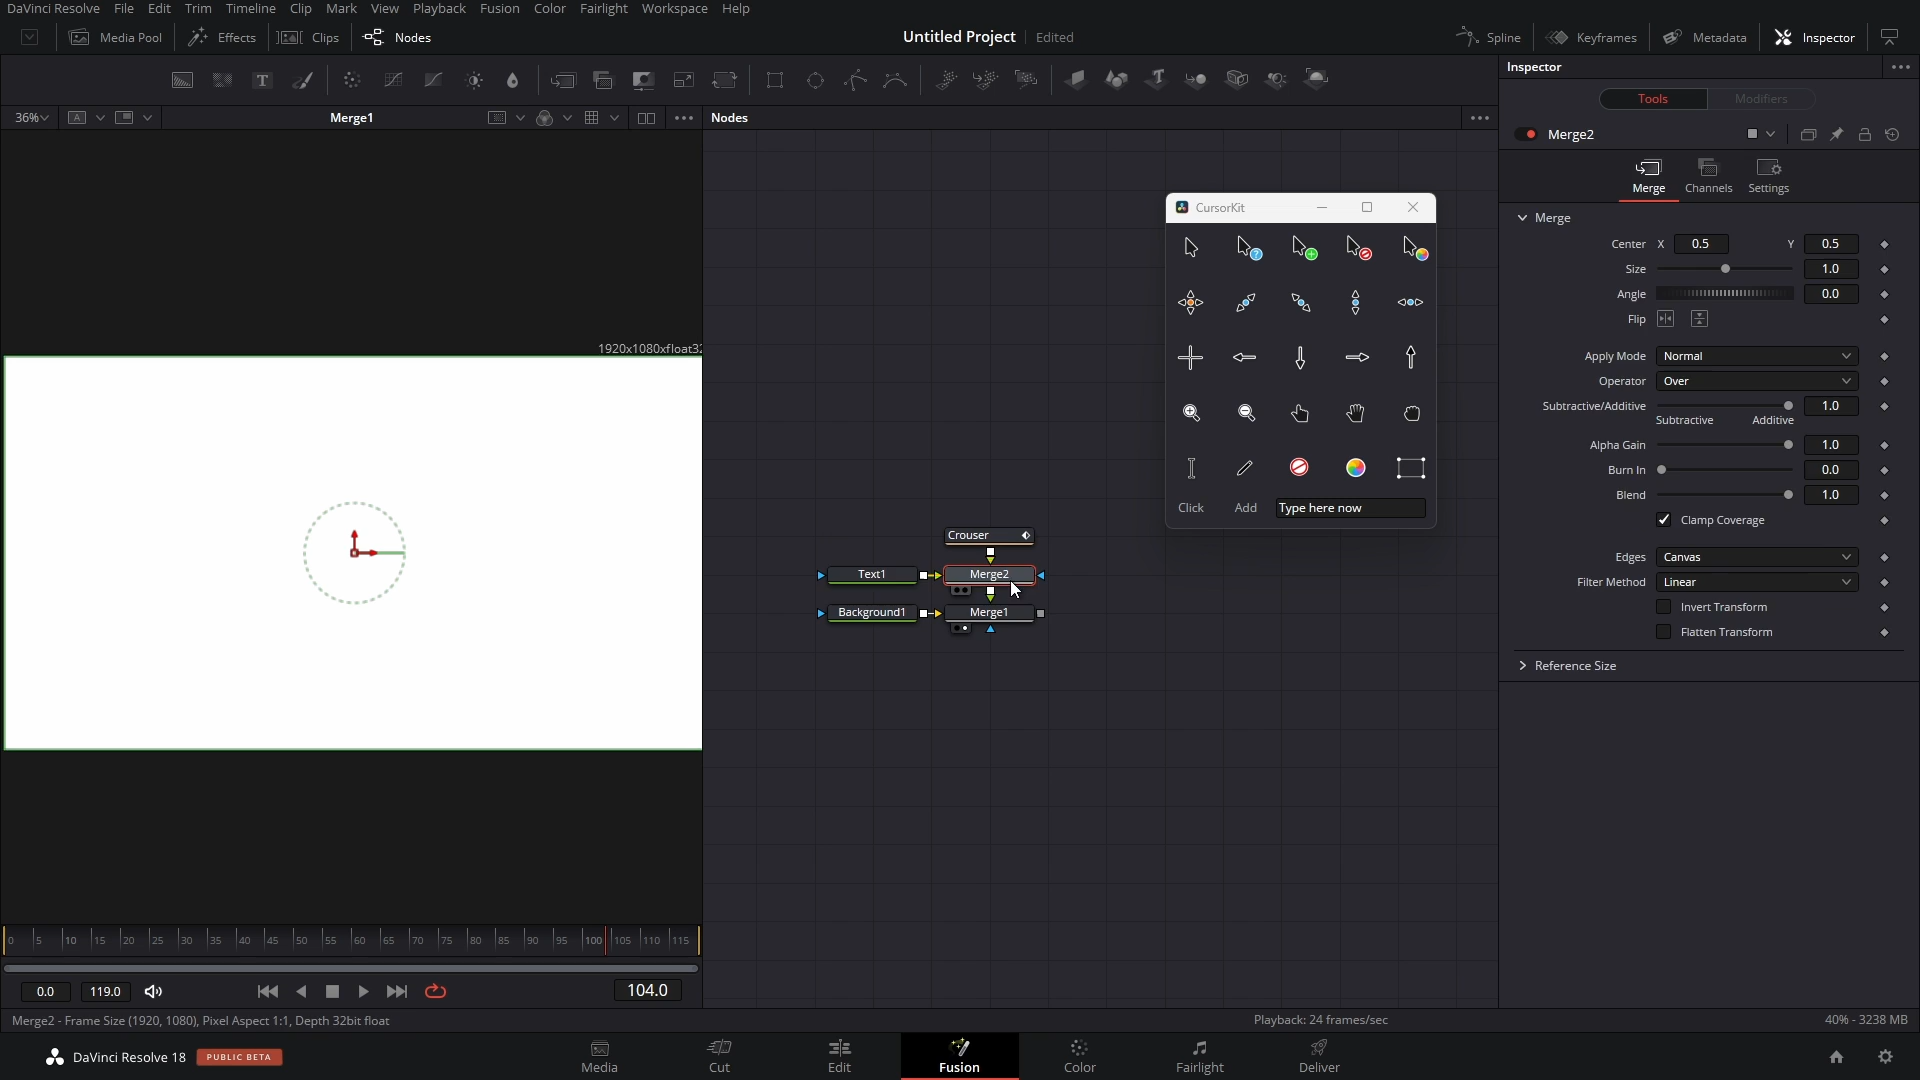 DaVinci Resolve File Edit Trim Timeline Clip Mark View Playback Fusion Color Fairlight Workspace Help
Media Pool Effects Clips Nodes Untitled Project Edited Spline Keyframes Metadata Inspector
T T
Inspector
Tools Modifiers
36% A Merge1 Nodes
Merge2
Merge Channels Settings
Merge
Center X 0.5 Y 0.5
Size 1.0
Angle 0.0
Flip
Apply Mode Normal
Operator Over
Subtractive/Additive 1.0
Subtractive Additive
Alpha Gain 1.0
Burn In 0.0
Blend 1.0
Clamp Coverage
Edges Canvas
Filter Method Linear
Invert Transform
Flatten Transform
Reference Size
CursorKit
?
Click Add Type here now
1920x1080xfloat32
Crouser
Text1 Merge2
Background1 Merge1
0 5 10 15 20 25 30 35 40 45 50 55 60 65 70 75 80 85 90 95 100 105 110 115
0.0 119.0 104.0
Merge2 - Frame Size (1920, 1080), Pixel Aspect 1:1, Depth 32bit float Playback: 24 frames/sec 40% - 3238 MB
DaVinci Resolve 18 PUBLIC BETA Media Cut Edit Fusion Color Fairlight Deliver